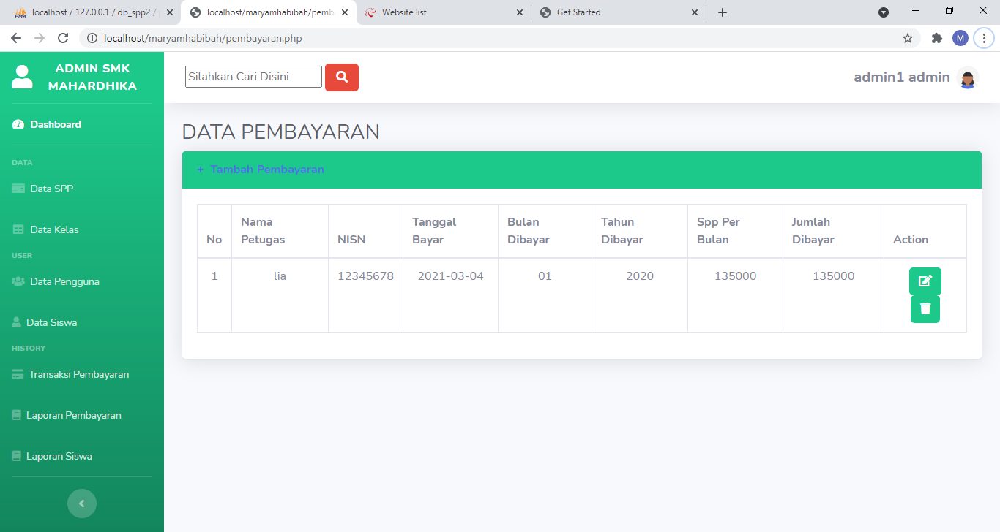 localhost / 127.0.0.1 / db_spp2 /
localhost/maryamhabibah/pemb
Website list
Get Started
localhost/maryamhabibah/pembayaran.php
M
ADMIN SMK
MAHARDHIKA
Silahkan Cari Disini
admin1 admin
Dashboard
DATA
Data SPP
Data Kelas
USER
Data Pengguna
Data Siswa
HISTORY
Transaksi Pembayaran
Laporan Pembayaran
Laporan Siswa
DATA PEMBAYARAN
+ Tambah Pembayaran
No Nama Petugas NISN Tanggal Bayar Bulan Dibayar Tahun Dibayar Spp Per Bulan Jumlah Dibayar Action
1 lia 12345678 2021-03-04 01 2020 135000 135000